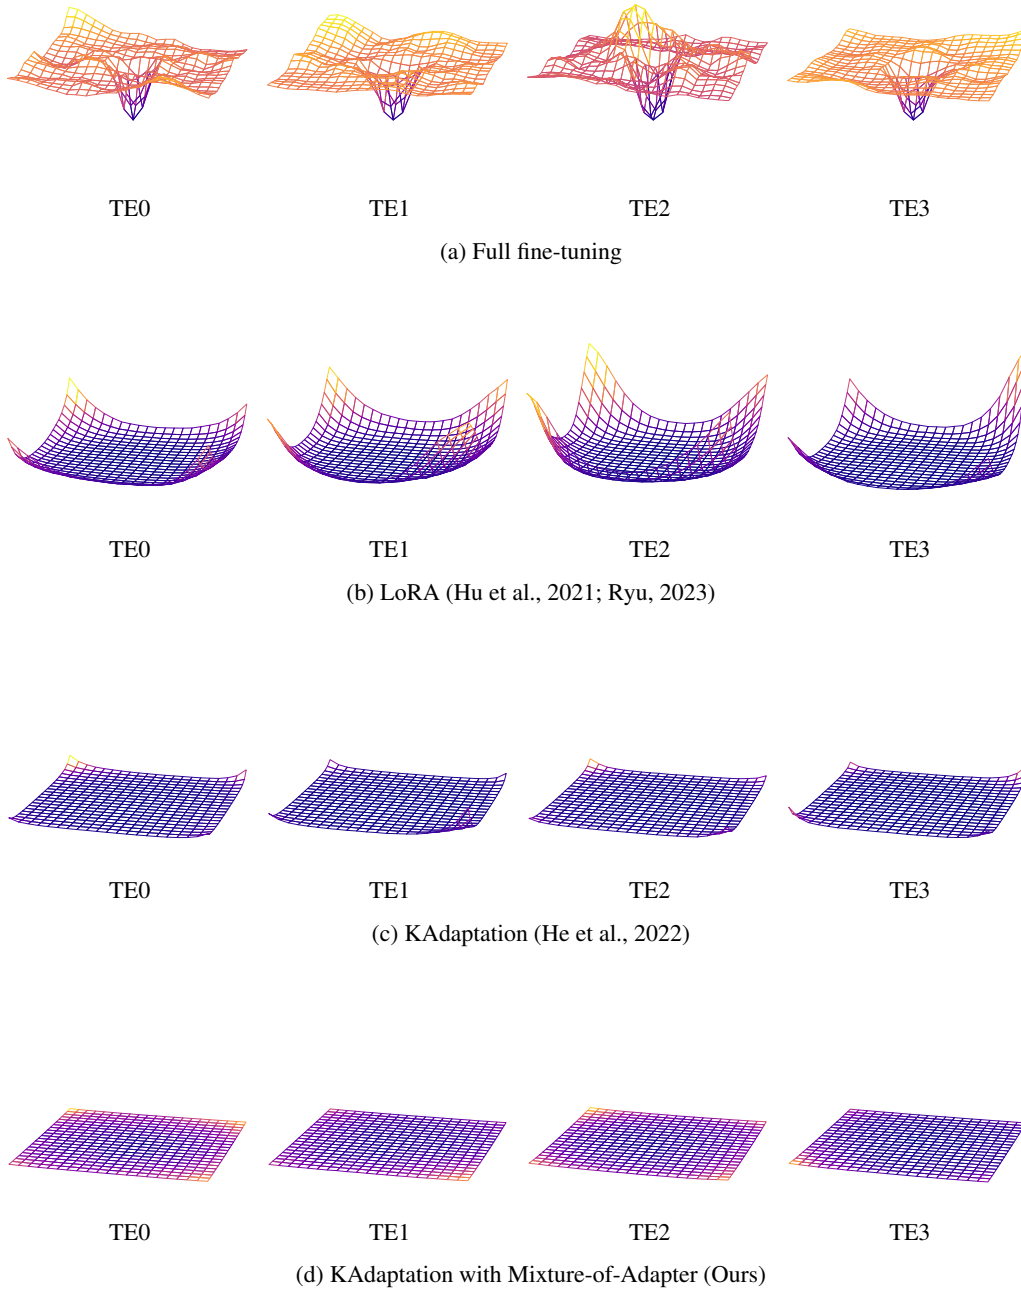 TE0 TE1 TE2 TE3
(a) Full fine-tuning
TE0 TE1 TE2 TE3
(b) LoRA (Hu et al., 2021; Ryu, 2023)
TE0 TE1 TE2 TE3
(c) KAdaptation (He et al., 2022)
TE0 TE1 TE2 TE3
(d) KAdaptation with Mixture-of-Adapter (Ours)